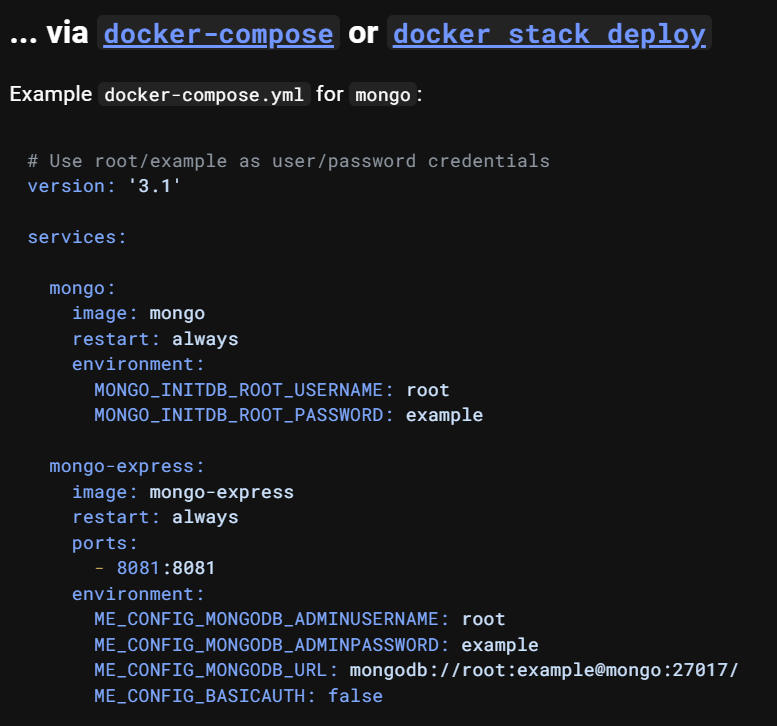 ... via docker-compose or docker stack deploy
Example docker-compose.yml for mongo:
# Use root/example as user/password credentials
version: '3.1'
services:
mongo:
image: mongo
restart: always
environment:
MONGO_INITDB_ROOT_USERNAME: root
MONGO_INITDB_ROOT_PASSWORD: example
mongo-express:
image: mongo-express
restart: always
ports:
- 8081:8081
environment:
ME_CONFIG_MONGODB_ADMINUSERNAME: root
ME_CONFIG_MONGODB_ADMINPASSWORD: example
ME_CONFIG_MONGODB_URL: mongodb://root:example@mongo:27017/
ME_CONFIG_BASICAUTH: false